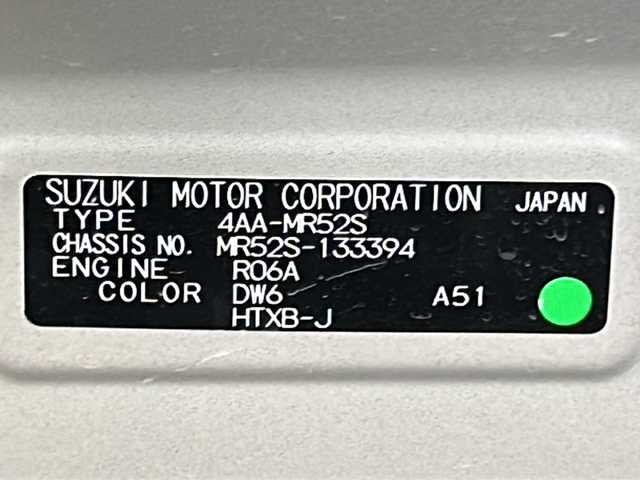 SUZUKI MOTOR CORPORATION JAPAN
TYPE 4AA-MR52S
CHASSIS NO. MR52S-133394
ENGINE R06A
COLOR DW6 A51
HTXB-J